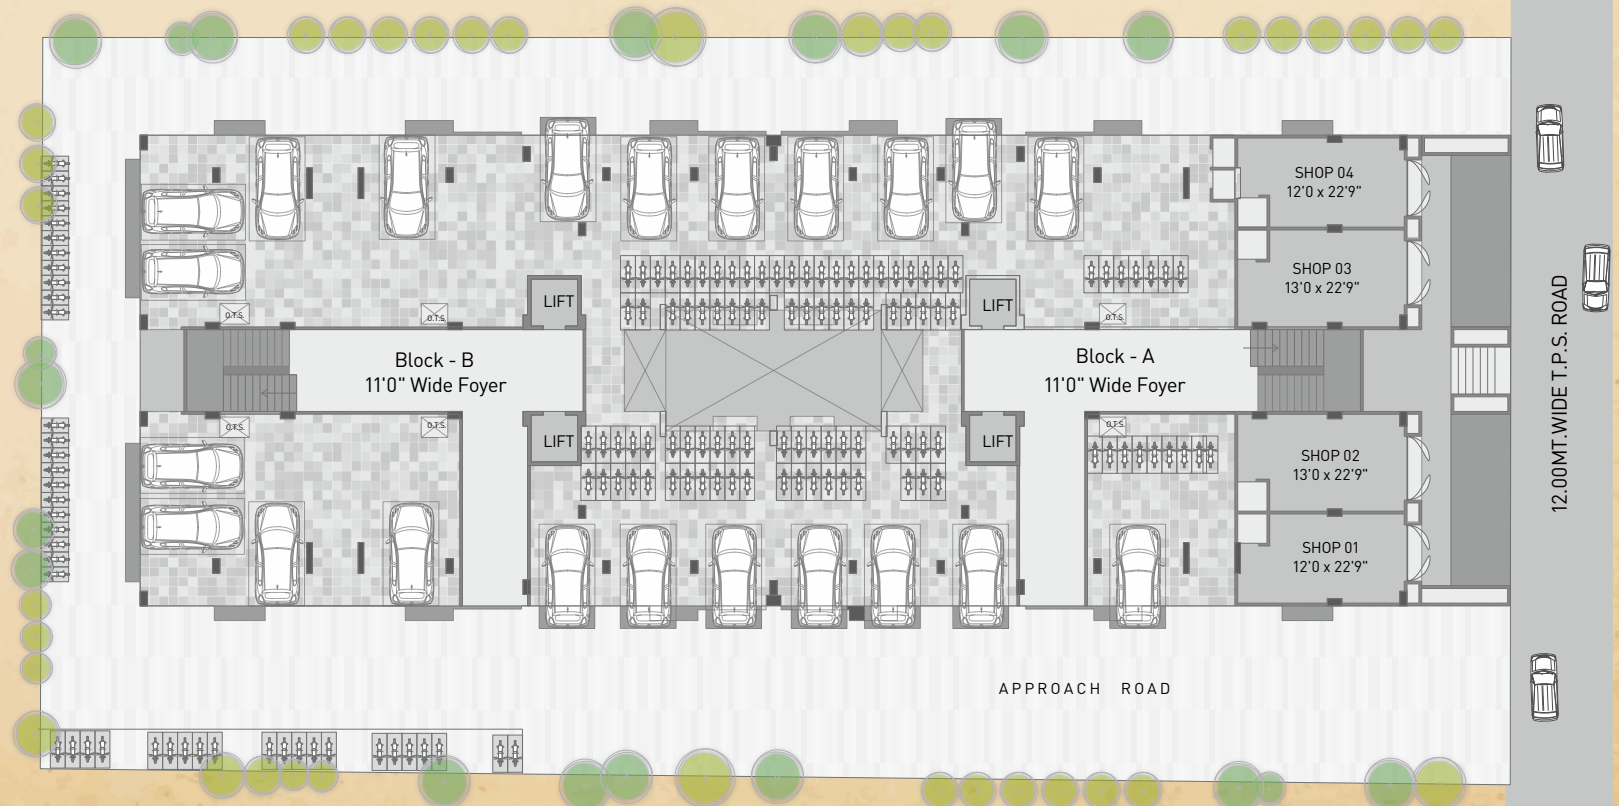 SHOP 04
12'0 x 22'9"
SHOP 03
13'0 x 22'9"
LIFT
LIFT
O.T.S.
O.T.S.
O.T.S.
Block - B
11'0" Wide Foyer
Block - A
11'0" Wide Foyer
12.00MT.WIDE T.P.S. ROAD
O.T.S.
O.T.S.
O.T.S.
LIFT
LIFT
SHOP 02
13'0 x 22'9"
SHOP 01
12'0 x 22'9"
APPROACH ROAD